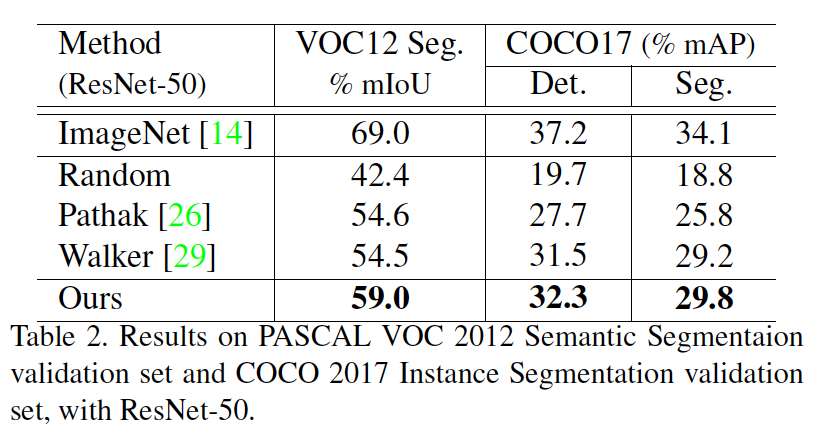 Method VOC12 Seg. COCO17 (% mAP)
(ResNet-50) % mIoU Det. Seg.
ImageNet [14] 69.0 37.2 34.1
Random 42.4 19.7 18.8
Pathak [26] 54.6 27.7 25.8
Walker [29] 54.5 31.5 29.2
Ours 59.0 32.3 29.8
Table 2. Results on PASCAL VOC 2012 Semantic Segmentaion
validation set and COCO 2017 Instance Segmentation validation
set, with ResNet-50.